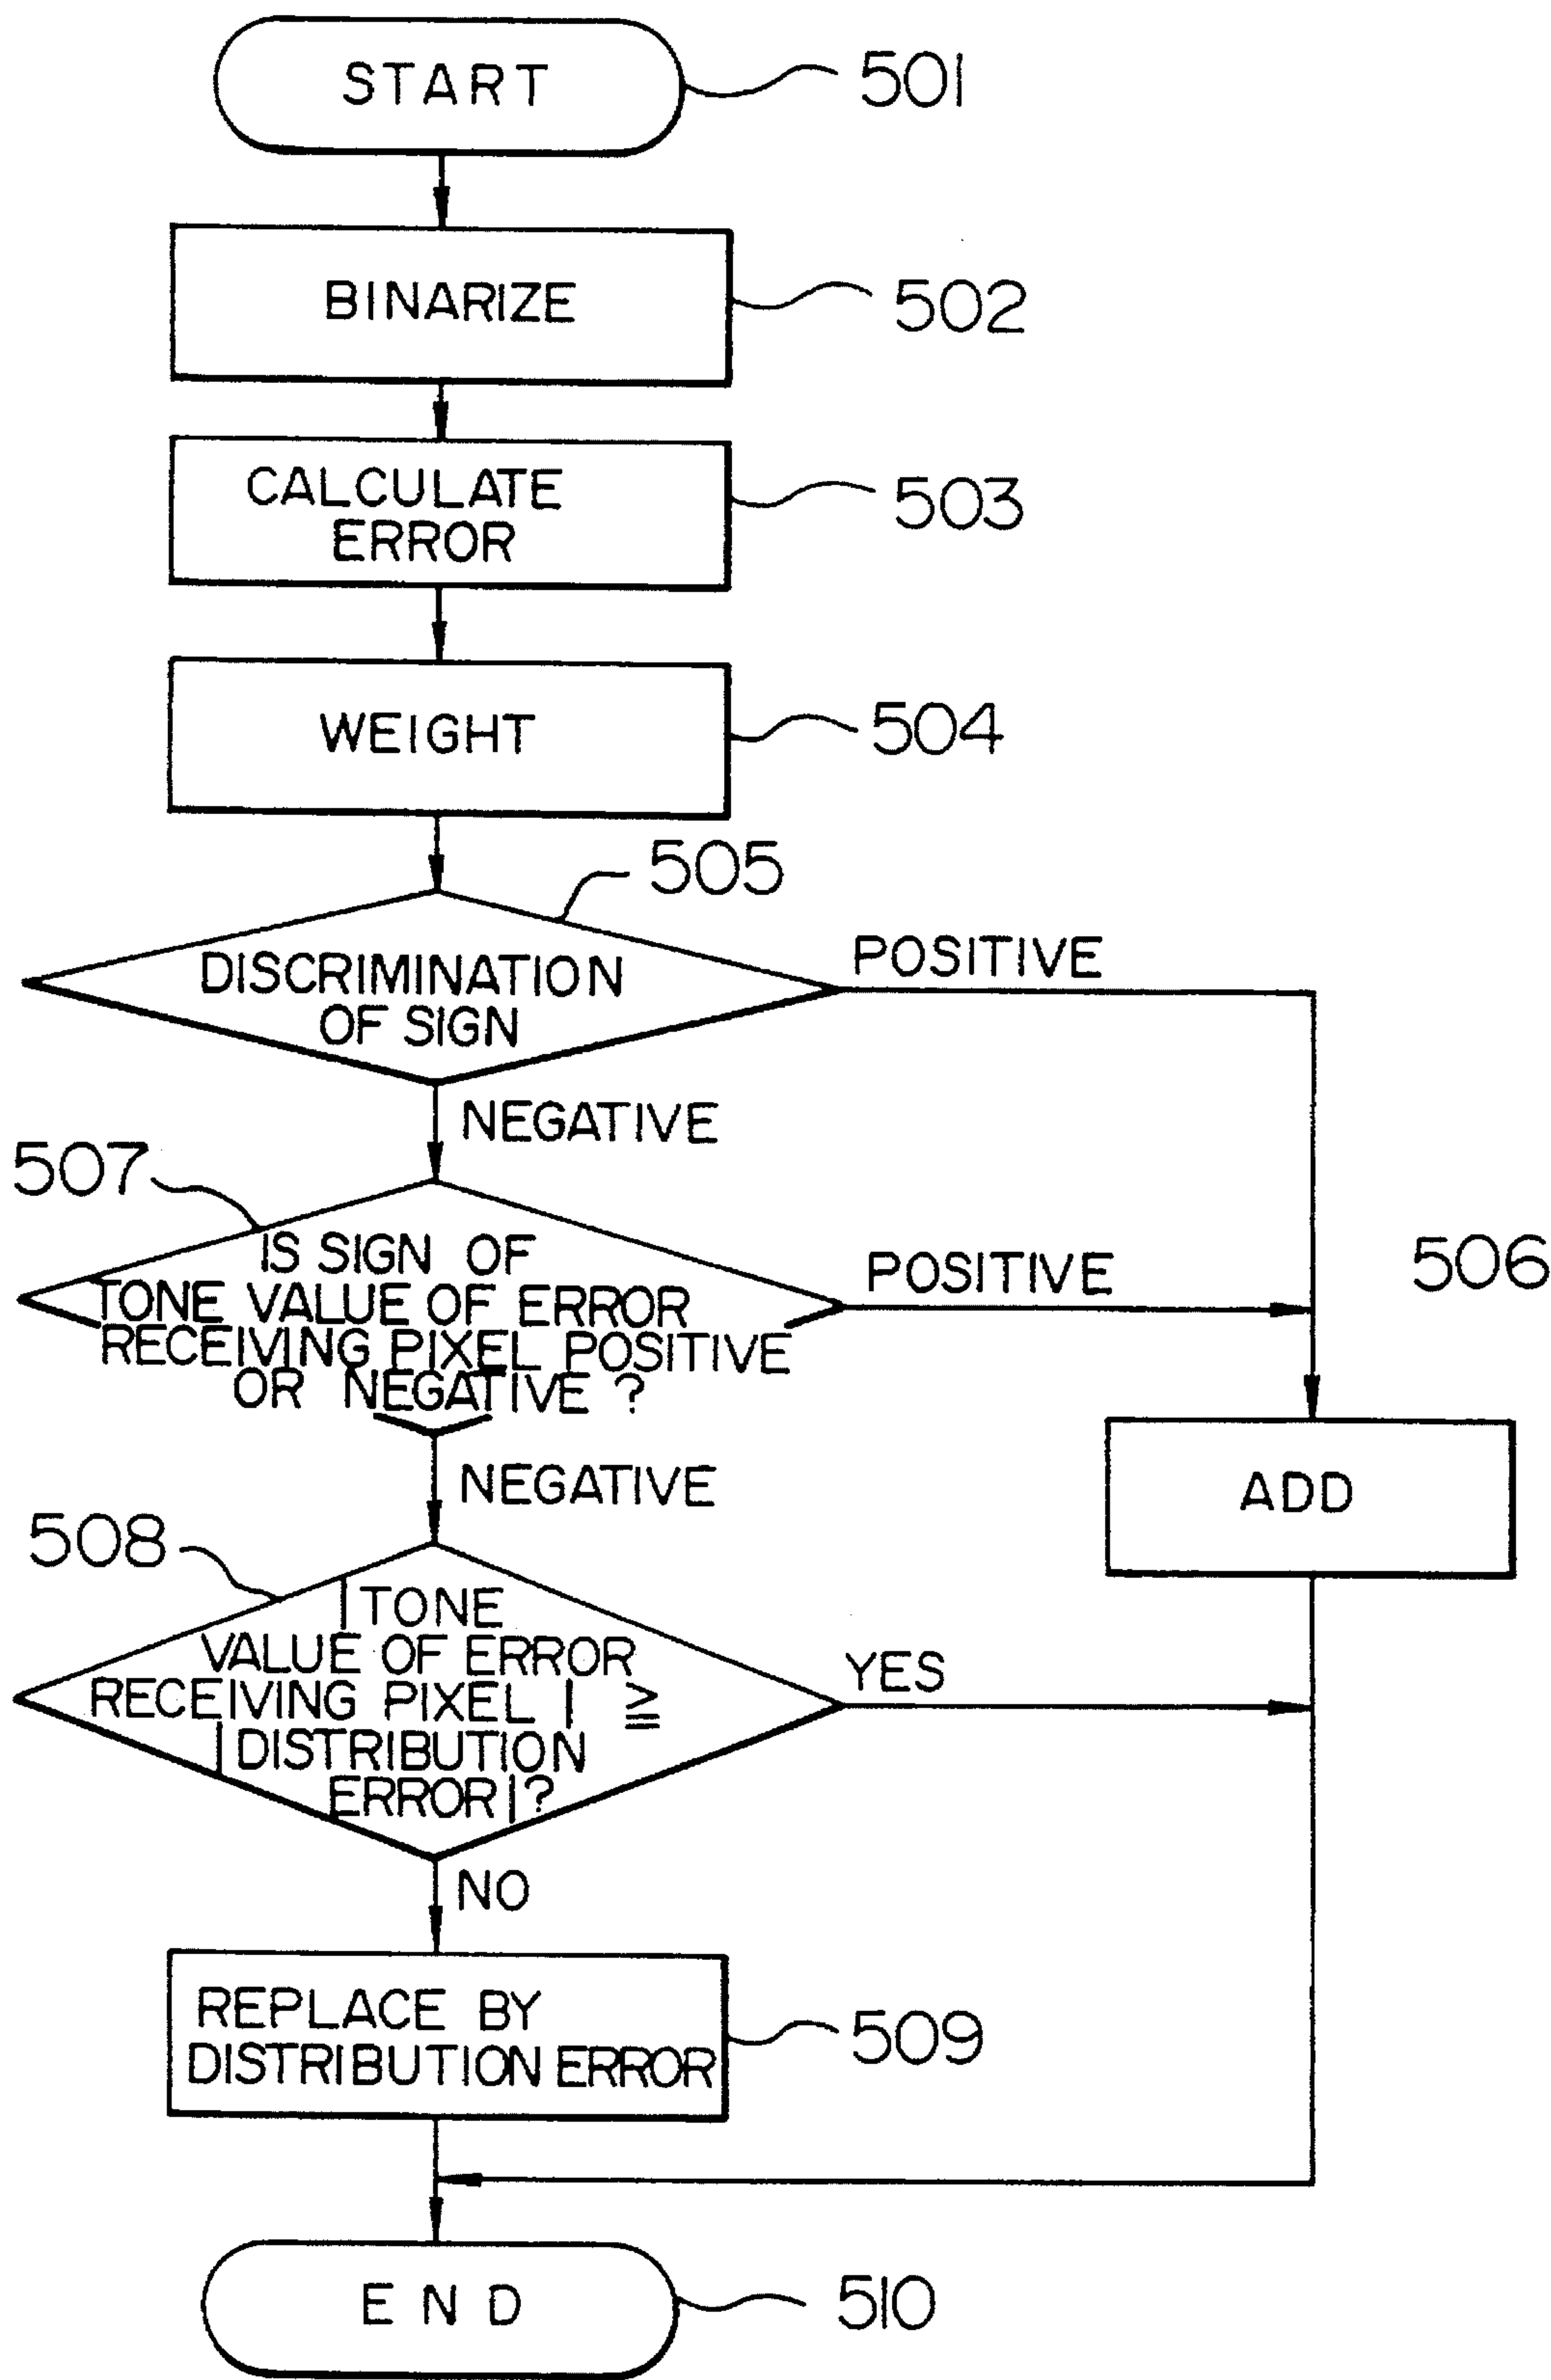 START
501
BINARIZE
502
CALCULATE
ERROR
503
WEIGHT
504
505
DISCRIMINATION
OF SIGN
POSITIVE
NEGATIVE
507
IS SIGN OF
TONE VALUE OF ERROR
RECEIVING PIXEL POSITIVE
OR NEGATIVE ?
POSITIVE
506
ADD
NEGATIVE
508
|TONE
VALUE OF ERROR
RECEIVING PIXEL | ≧
|DISTRIBUTION
ERROR|?
YES
NO
REPLACE BY
DISTRIBUTION ERROR
509
END
510